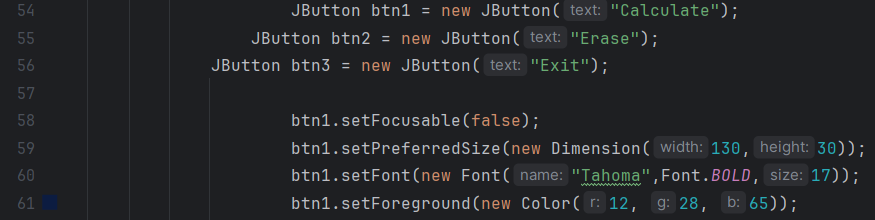 54 JButton btn1 = new JButton( text: "Calculate");
55 JButton btn2 = new JButton( text: "Erase");
56 JButton btn3 = new JButton( text: "Exit");
57
58 btn1.setFocusable(false);
59 btn1.setPreferredSize(new Dimension( width: 130, height: 30));
60 btn1.setFont(new Font( name: "Tahoma",Font.BOLD, size: 17));
61 btn1.setForeground(new Color( r: 12, g: 28, b: 65));